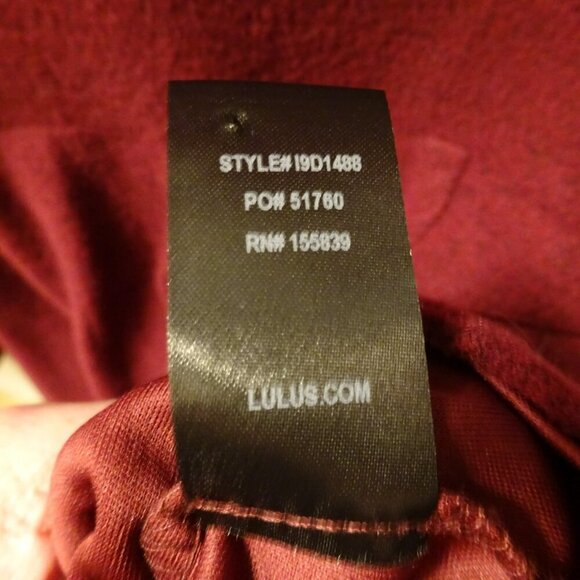 STYLE# I9D1488
PO# 51760
RN# 155839
LULUS.COM